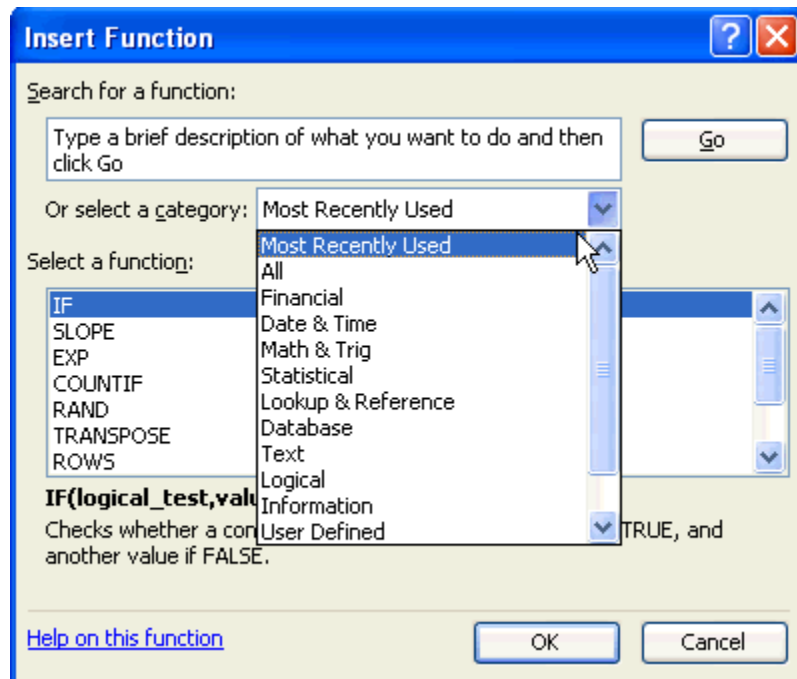 Insert Function
Search for a function:
Type a brief description of what you want to do and then
click Go
Go
Or select a category: Most Recently Used
Most Recently Used
All
Financial
Date & Time
Math & Trig
Statistical
Lookup & Reference
Database
Text
Logical
Information
User Defined
Select a function:
IF
SLOPE
EXP
COUNTIF
RAND
TRANSPOSE
ROWS
IF(logical_test,
Checks whether a TRUE, and
another value if FALSE.
Help on this function
OK
Cancel